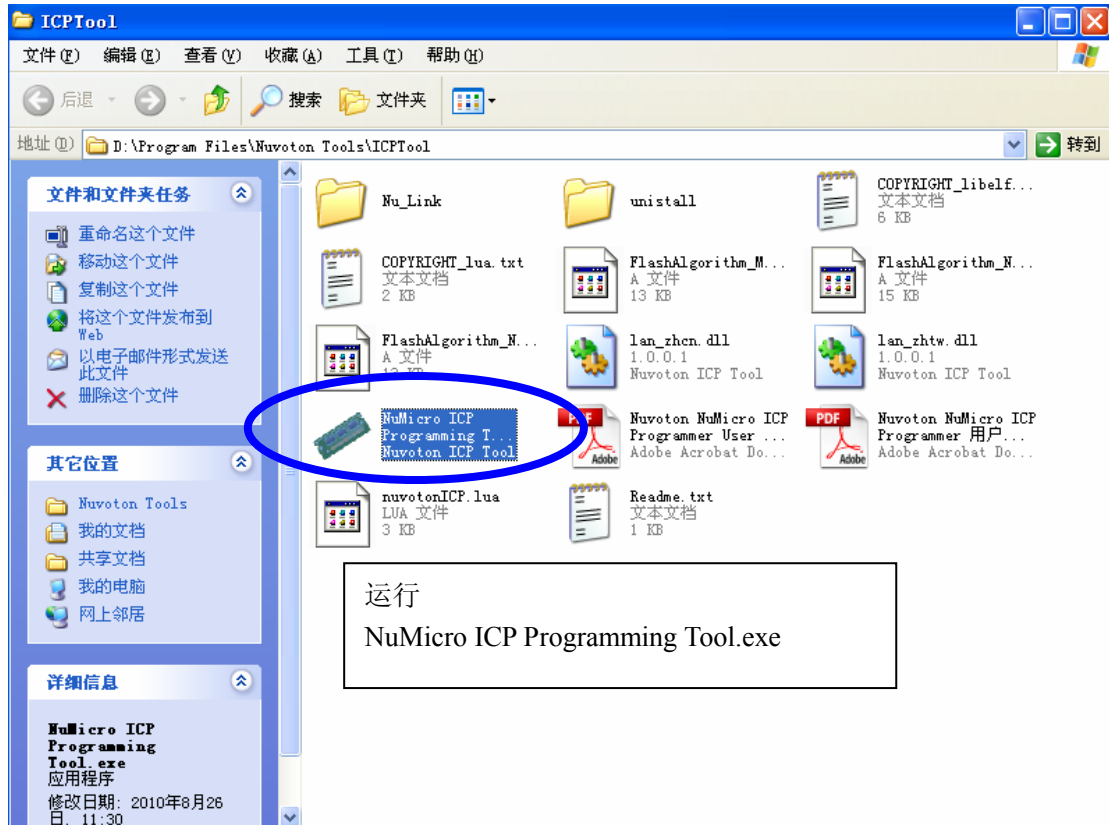 ICPTool
文件(F) 编辑(E) 查看(V) 收藏(A) 工具(T) 帮助(H)
后退 搜索 文件夹
地址(D) D:\Program Files\Nuvoton Tools\ICPTool 转到
文件和文件夹任务
重命名这个文件
移动这个文件
复制这个文件
将这个文件发布到
Web
以电子邮件形式发送
此文件
删除这个文件
其它位置
Nuvoton Tools
我的文档
共享文档
我的电脑
网上邻居
详细信息
NuMicro ICP
Programming
Tool.exe
应用程序
修改日期: 2010年8月26
日, 11:30
Nu_Link
unistall
COPYRIGHT_libelf...
文本文档
6 KB
COPYRIGHT_lua.txt
文本文档
2 KB
FlashAlgorithm_M...
A 文件
13 KB
FlashAlgorithm_N...
A 文件
15 KB
FlashAlgorithm_N...
A 文件
lan_zhcn.dll
1.0.0.1
Nuvoton ICP Tool
lan_zhtw.dll
1.0.0.1
Nuvoton ICP Tool
NuMicro ICP
Programming T...
Nuvoton ICP Tool
PDF
Adobe
Nuvoton NuMicro ICP
Programmer User ...
Adobe Acrobat Do...
PDF
Adobe
Nuvoton NuMicro ICP
Programmer 用户...
Adobe Acrobat Do...
nuvotonICP.lua
LUA 文件
3 KB
Readme.txt
文本文档
1 KB
运行
NuMicro ICP Programming Tool.exe